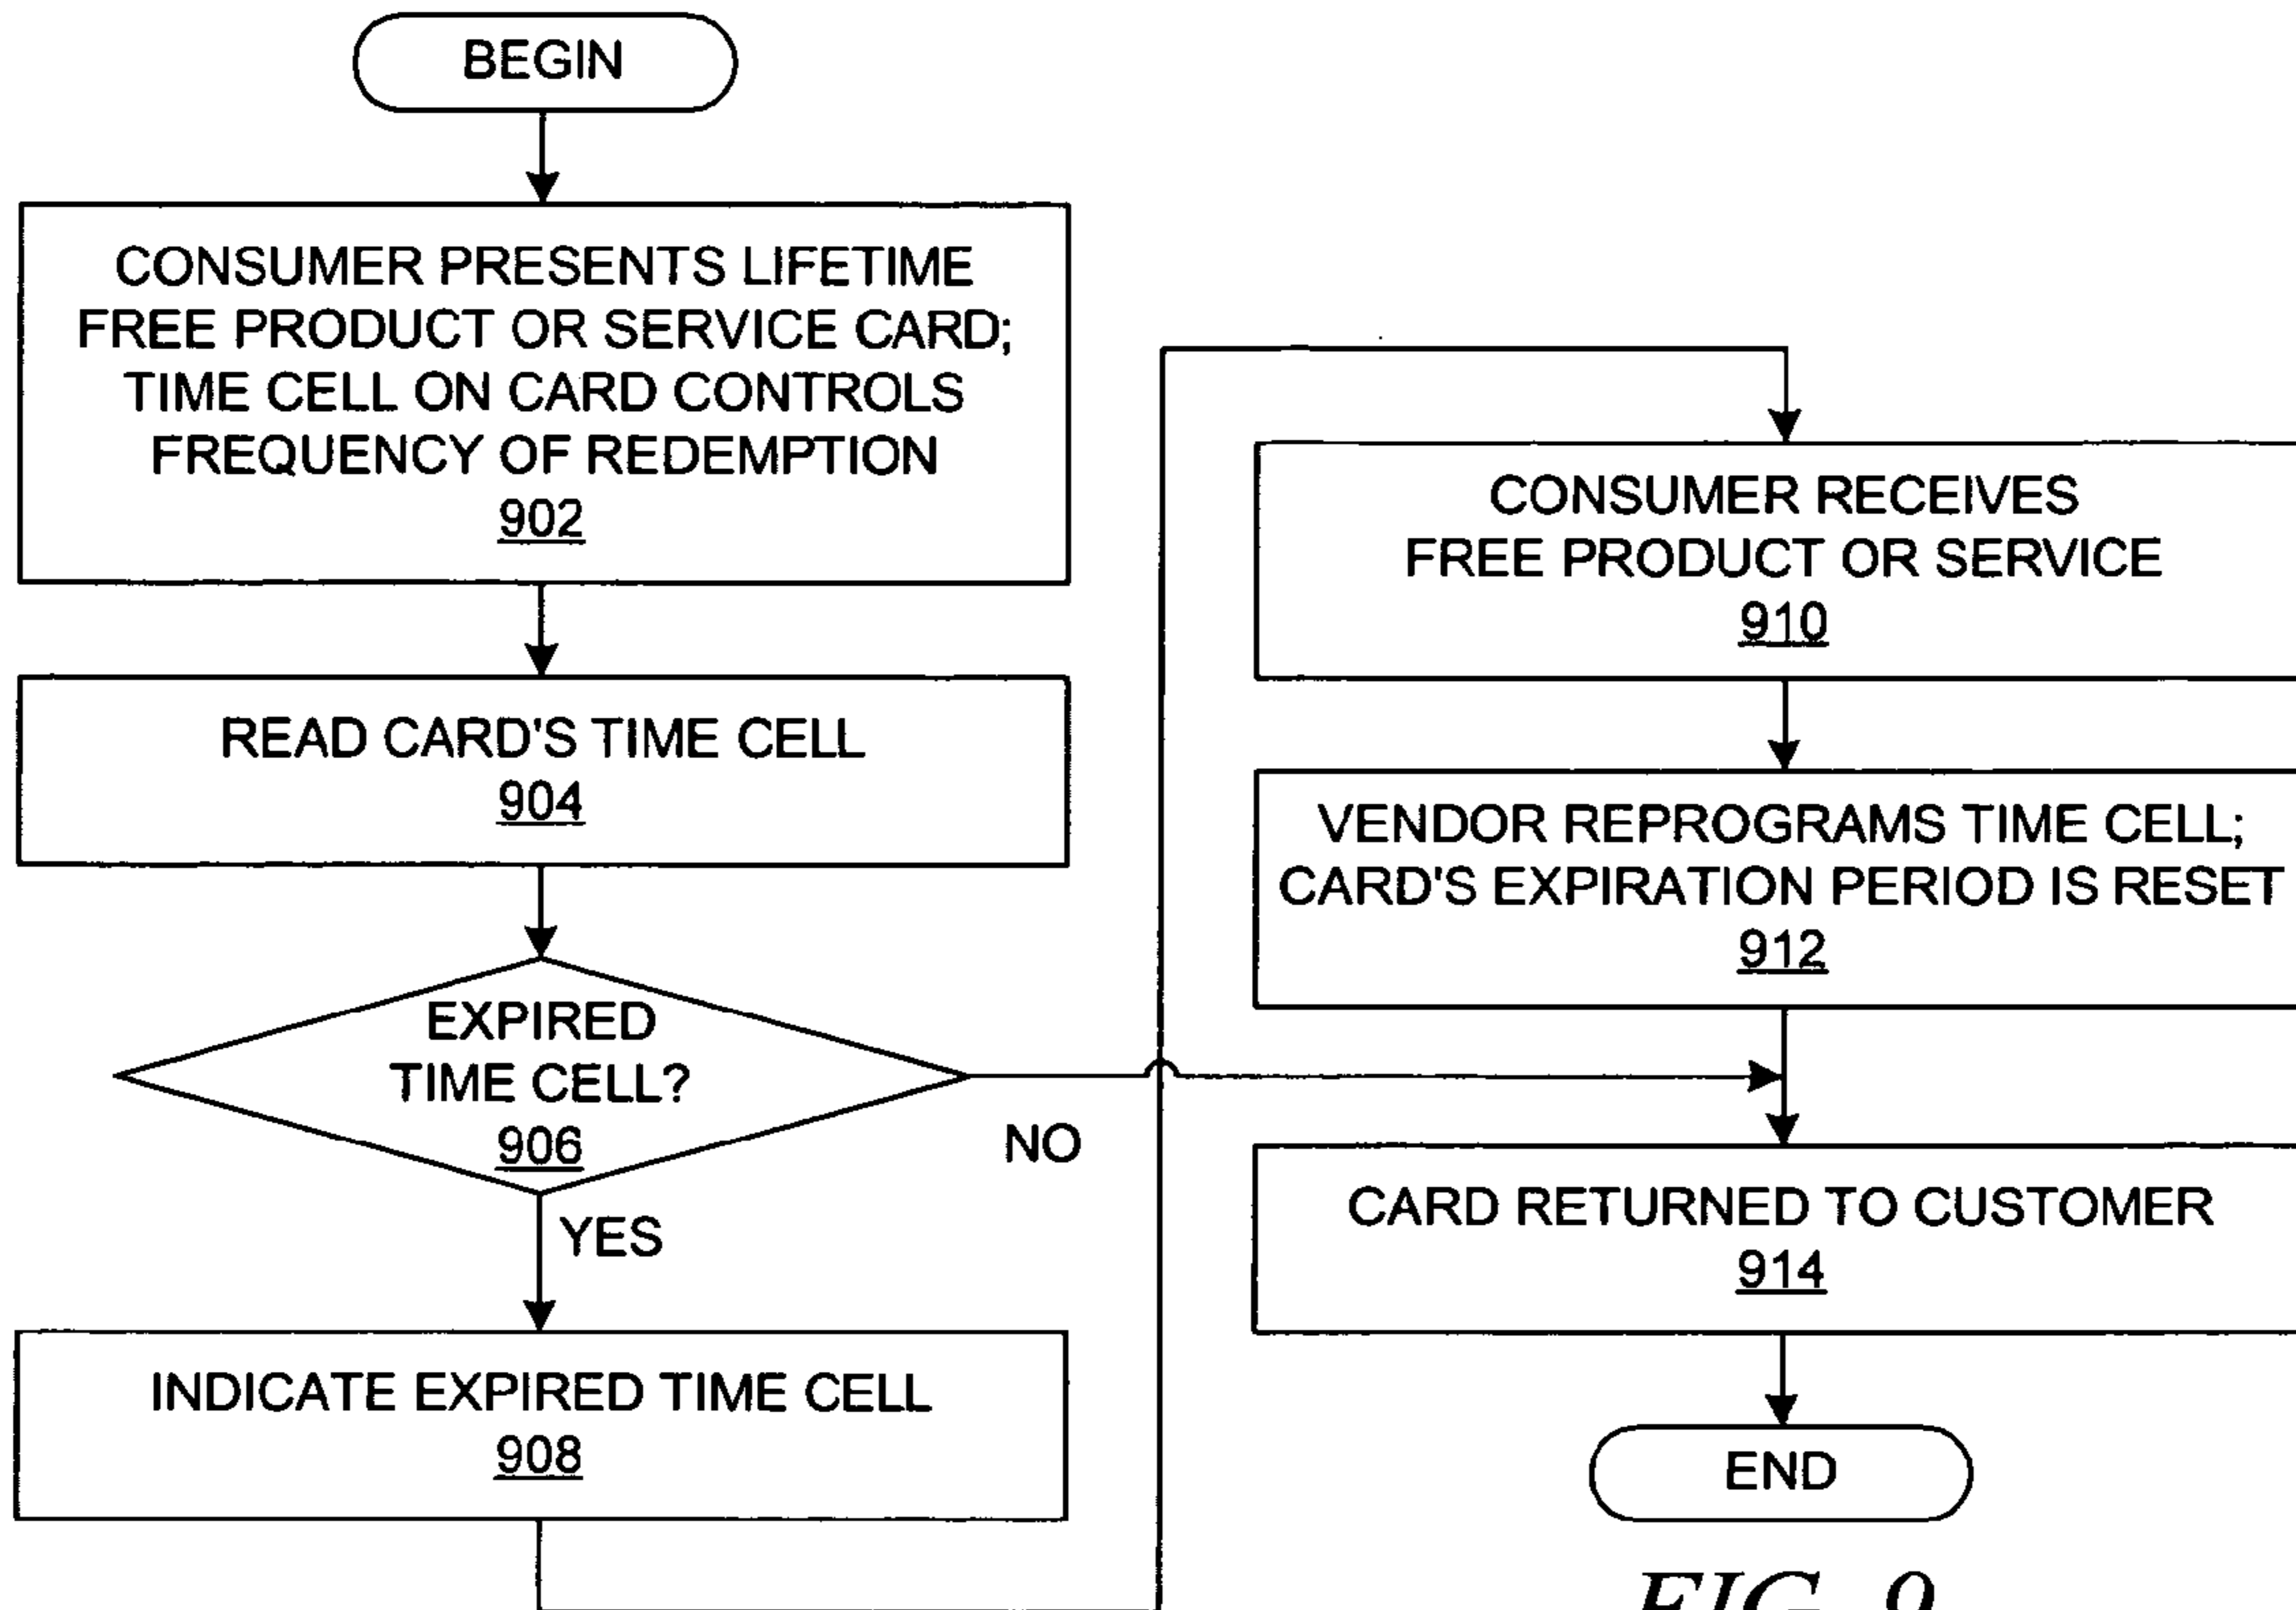 BEGIN
CONSUMER PRESENTS LIFETIME
FREE PRODUCT OR SERVICE CARD;
TIME CELL ON CARD CONTROLS
FREQUENCY OF REDEMPTION
902
READ CARD'S TIME CELL
904
EXPIRED
TIME CELL?
906
NO
YES
INDICATE EXPIRED TIME CELL
908
CONSUMER RECEIVES
FREE PRODUCT OR SERVICE
910
VENDOR REPROGRAMS TIME CELL;
CARD'S EXPIRATION PERIOD IS RESET
912
CARD RETURNED TO CUSTOMER
914
END
FIG. 9